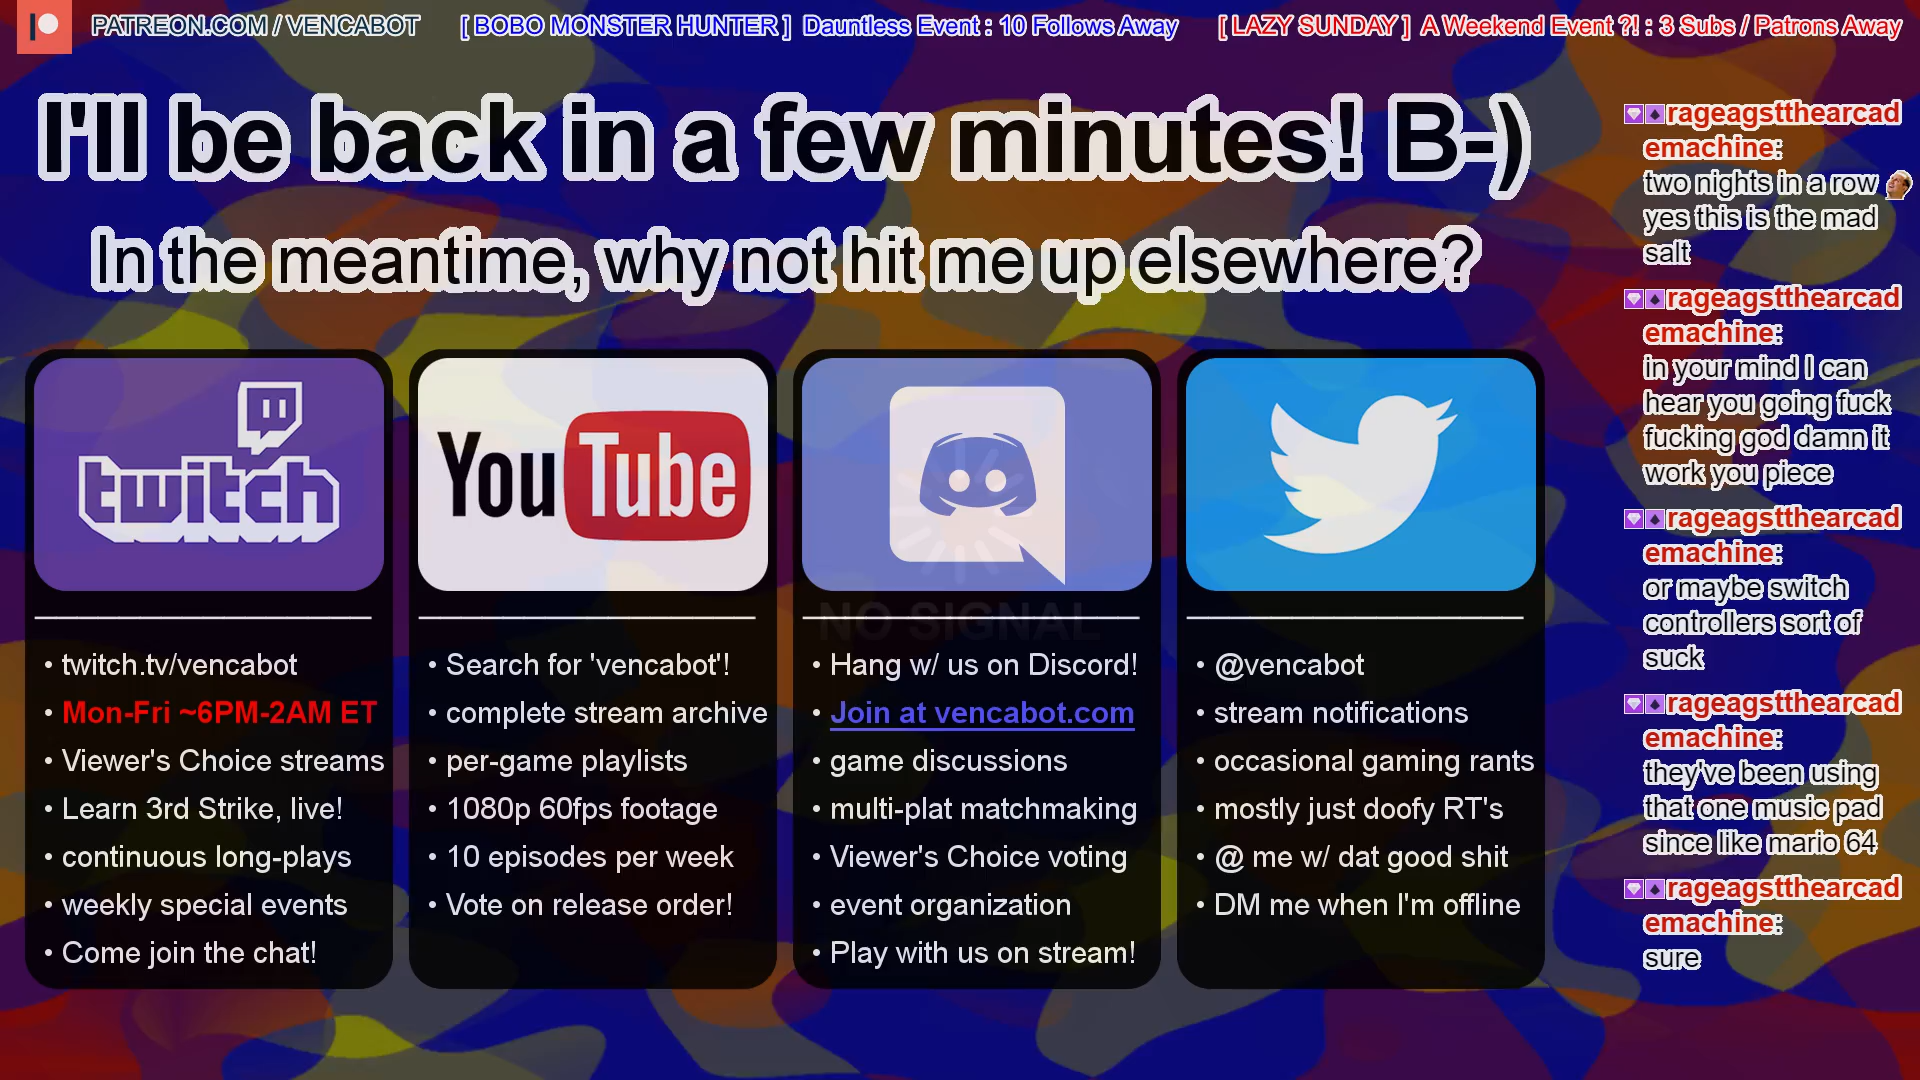 PATREON.COM / VENCABOT [ BOBO MONSTER HUNTER ] Dauntless Event : 10 Follows Away [ LAZY SUNDAY ] A Weekend Event ?! : 3 Subs / Patrons Away
I'll be back in a few minutes! B-)
In the meantime, why not hit me up elsewhere?
twitch
• twitch.tv/vencabot
• Mon-Fri ~6PM-2AM ET
• Viewer's Choice streams
• Learn 3rd Strike, live!
• continuous long-plays
• weekly special events
• Come join the chat!
YouTube
• Search for 'vencabot'!
• complete stream archive
• per-game playlists
• 1080p 60fps footage
• 10 episodes per week
• Vote on release order!
NO SIGNAL
• Hang w/ us on Discord!
• Join at vencabot.com
• game discussions
• multi-plat matchmaking
• Viewer's Choice voting
• event organization
• Play with us on stream!
• @vencabot
• stream notifications
• occasional gaming rants
• mostly just doofy RT's
• @ me w/ dat good shit
• DM me when I'm offline
rageagstthearcad
emachine:
two nights in a row
yes this is the mad
salt
rageagstthearcad
emachine:
in your mind I can
hear you going fuck
fucking god damn it
work you piece
rageagstthearcad
emachine:
or maybe switch
controllers sort of
suck
rageagstthearcad
emachine:
they've been using
that one music pad
since like mario 64
rageagstthearcad
emachine:
sure